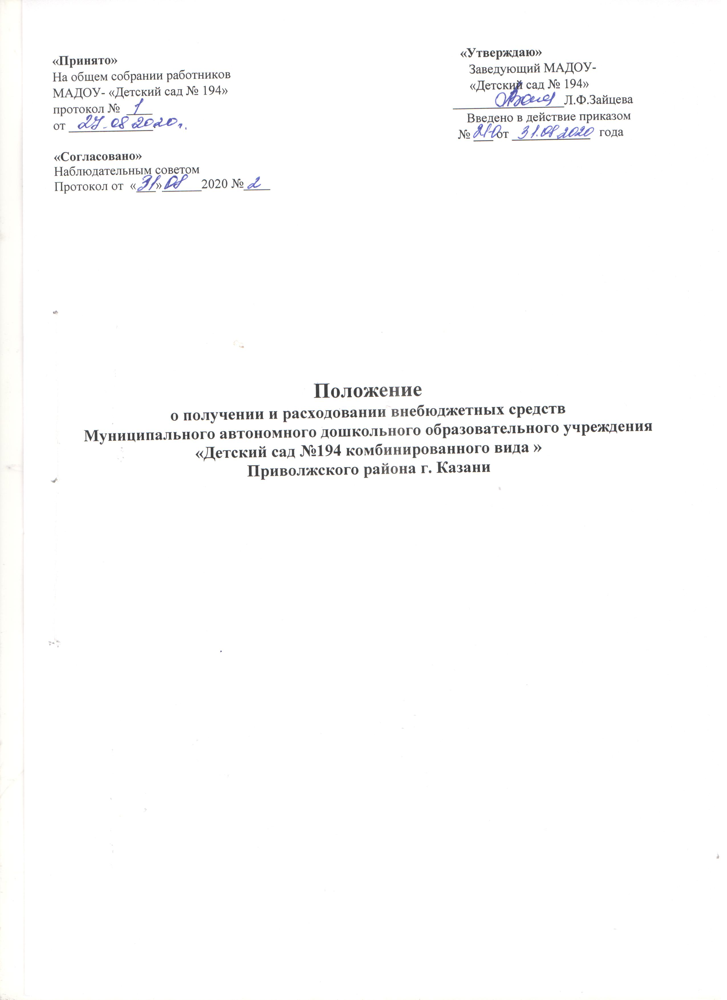 «Принято»
На общем собрании работников
МАДОУ- «Детский сад № 194»
протокол № 1
от 27.08 2020 г.
«Утверждаю»
Заведующий МАДОУ-
«Детский сад № 194»
Л.Ф.Зайцева
Введено в действие приказом
№ 210 от 31.08.2020 года
«Согласовано»
Наблюдательным советом
Протокол от «31» 08 2020 № 2
Положение
о получении и расходовании внебюджетных средств
Муниципального автономного дошкольного образовательного учреждения
«Детский сад №194 комбинированного вида »
Приволжского района г. Казани